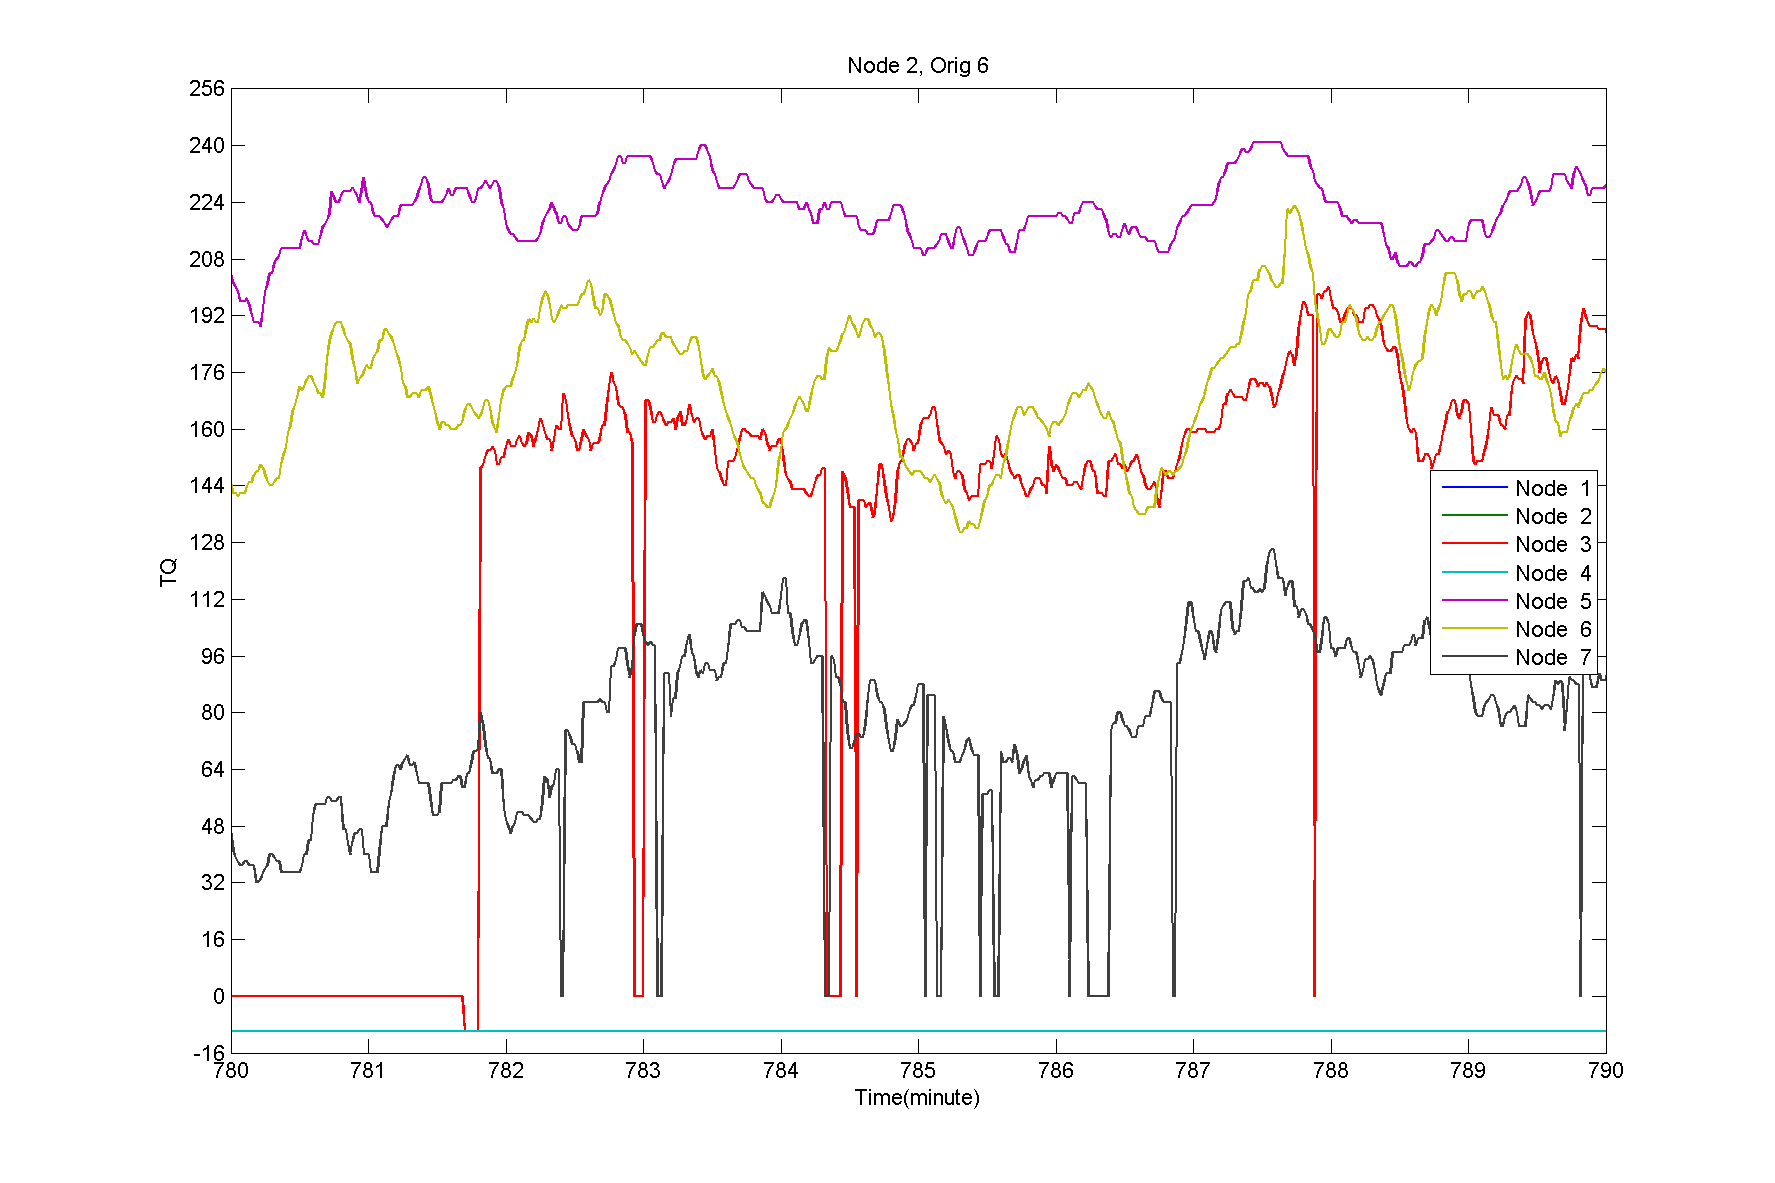 Node 2, Orig 6
256
240
224
208
192
176
160
144
128
112
96
80
64
48
32
16
0
-16
TQ
780 781 782 783 784 785 786 787 788 789 790
Time(minute)
Node 1
Node 2
Node 3
Node 4
Node 5
Node 6
Node 7